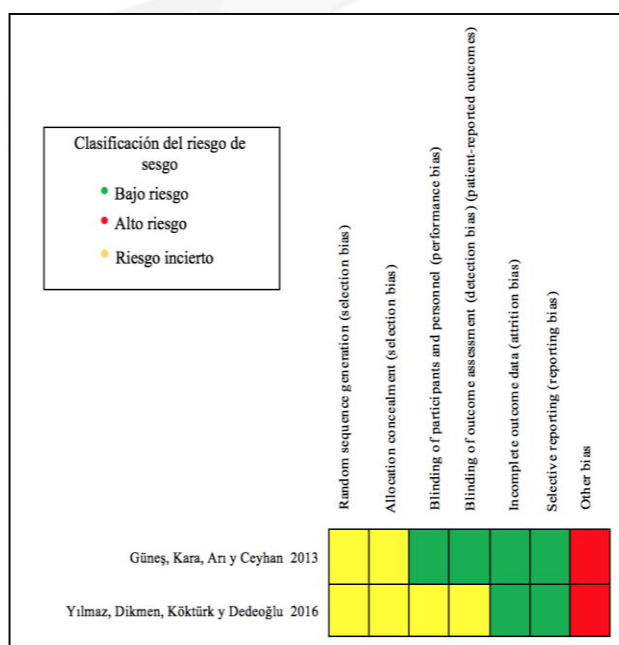 Clasificación del riesgo de
sesgo
Bajo riesgo
Alto riesgo
Riesgo incierto
Random sequence generation (selection bias)
Allocation concealment (selection bias)
Blinding of participants and personnel (performance bias)
Blinding of outcome assessment (detection bias) (patient-reported outcomes)
Incomplete outcome data (attrition bias)
Selective reporting (reporting bias)
Other bias
Güneş, Kara, Arı y Ceyhan 2013
Yılmaz, Dikmen, Köktürk y Dedeoğlu 2016